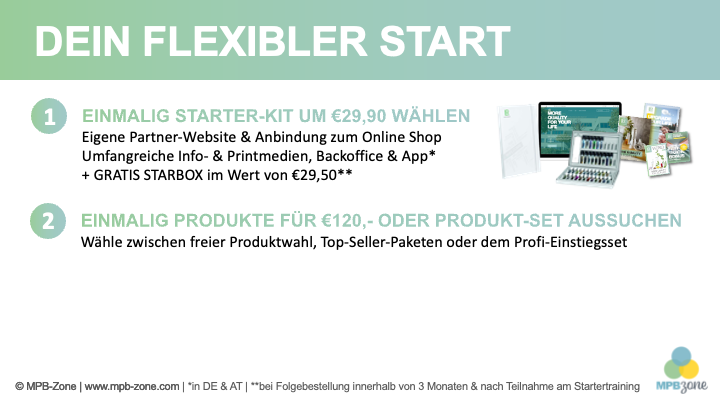 DEIN FLEXIBLER START
1
EINMALIG STARTER-KIT UM €29,90 WÄHLEN
Eigene Partner-Website & Anbindung zum Online Shop
Umfangreiche Info- & Printmedien, Backoffice & App*
+ GRATIS STARBOX im Wert von €29,50**
MORE
QUALITY
FOR YOUR
LIFE
2
EINMALIG PRODUKTE FÜR €120,- ODER PRODUKT-SET AUSSUCHEN
Wähle zwischen freier Produktwahl, Top-Seller-Paketen oder dem Profi-Einstiegsset
© MPB-Zone | www.mpb-zone.com | *in DE & AT | **bei Folgebestellung innerhalb von 3 Monaten & nach Teilnahme am Startertraining
MPBzone